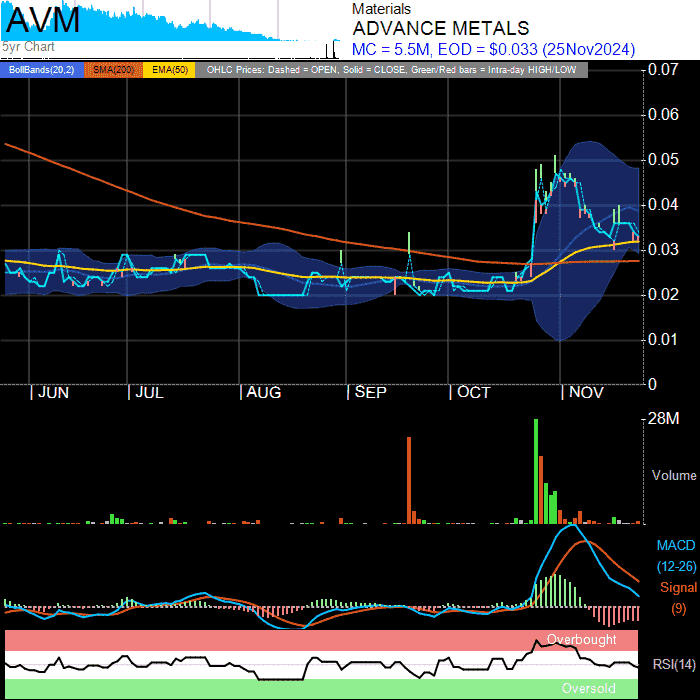 AVM
5yr Chart
Materials
ADVANCE METALS
MC = 5.5M, EOD = $0.033 (25Nov2024)
BollBands(20,2) SMA(200) EMA(50) OHLC Prices: Dashed = OPEN, Solid = CLOSE, Green/Red bars = Intra-day HIGH/LOW
0.07
0.06
0.05
0.04
0.03
0.02
0.01
0
| JUN | JUL | AUG | SEP | OCT | NOV
28M
Volume
MACD
(12-26)
Signal
(9)
Overbought
RSI(14)
Oversold